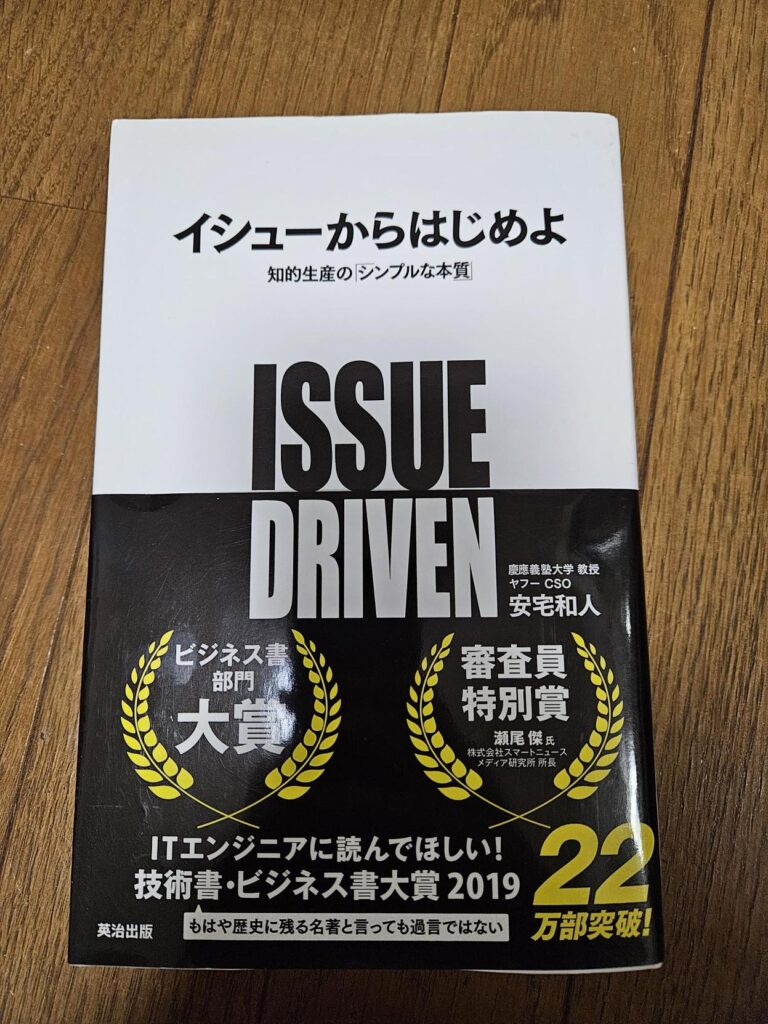 イシューからはじめよ
知的生産の「シンプルな本質」
ISSUE
DRIVEN
慶應義塾大学 教授
ヤフー CSO
安宅和人
ビジネス書
部門
大賞
審査員
特別賞
瀬尾 傑 氏
株式会社スマートニュース
メディア研究所 所長
ITエンジニアに読んでほしい!
技術書・ビジネス書大賞 2019
もはや歴史に残る名著と言っても過言ではない
22
万部突破!
英治出版